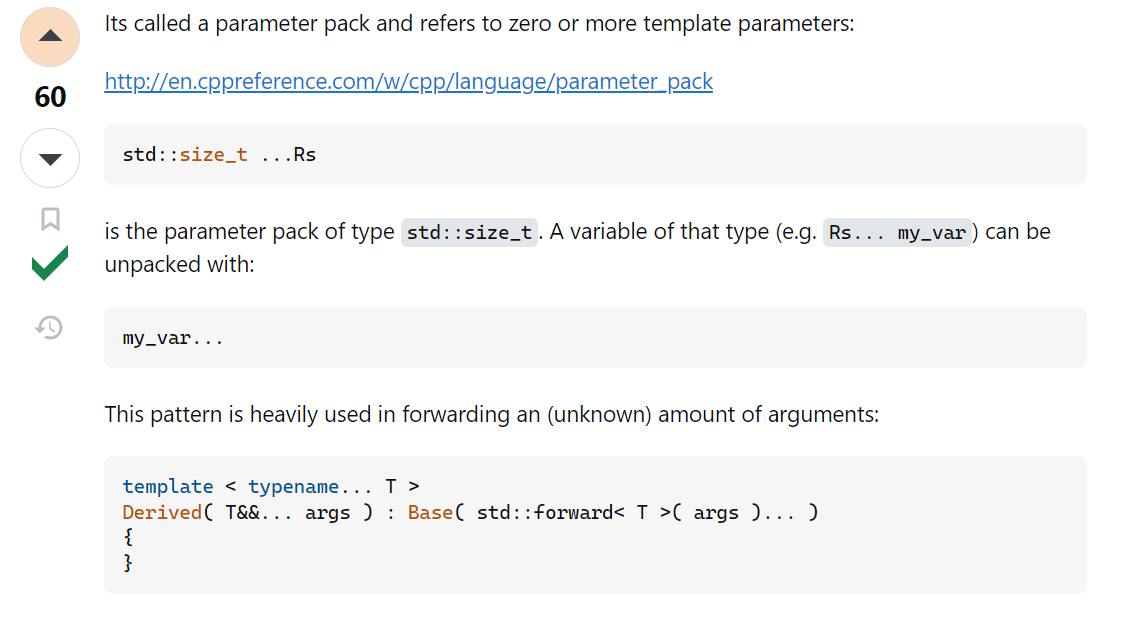 Its called a parameter pack and refers to zero or more template parameters:
60
http://en.cppreference.com/w/cpp/language/parameter_pack
std::size_t ...Rs
is the parameter pack of type std::size_t. A variable of that type (e.g. Rs... my_var) can be
unpacked with:
my_var...
This pattern is heavily used in forwarding an (unknown) amount of arguments:
template < typename... T >
Derived( T&&... args ) : Base( std::forward< T >( args )... )
{
}